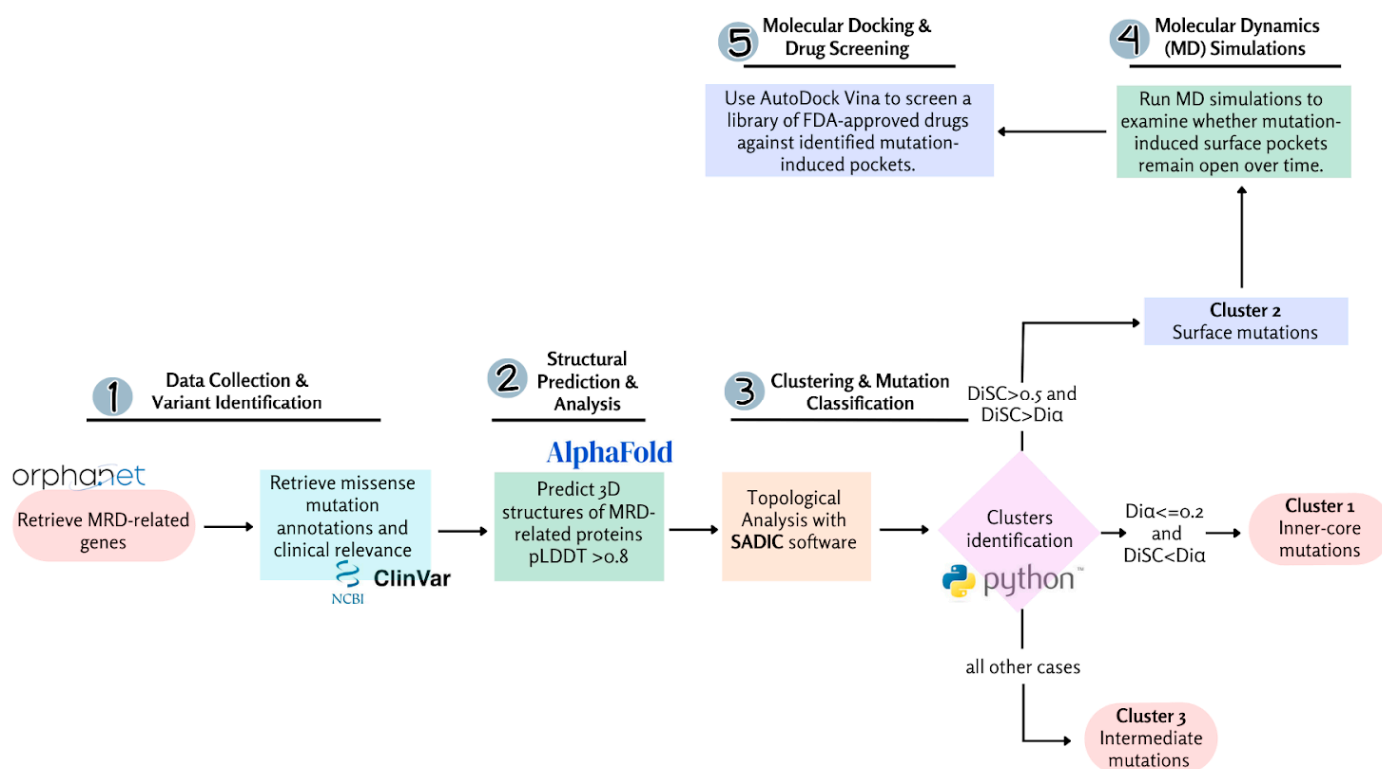 5
Molecular Docking &
Drug Screening
Use AutoDock Vina to screen a
library of FDA-approved drugs
against identified mutation-
induced pockets.
4
Molecular Dynamics
(MD) Simulations
Run MD simulations to
examine whether mutation-
induced surface pockets
remain open over time.
Cluster 2
Surface mutations
1
Data Collection &
Variant Identification
orphanet
Retrieve MRD-related
genes
Retrieve missense
mutation
annotations and
clinical relevance
NCBI
ClinVar
2
Structural
Prediction &
Analysis
AlphaFold
Predict 3D
structures of MRD-
related proteins
pLDDT >0.8
3
Clustering & Mutation
Classification
Topological
Analysis with
SADIC software
Clusters
identification
python™
DiSC>0.5 and
DiSC>Diα
Diα<=0.2
and
DiSC<Diα
Cluster 1
Inner-core
mutations
all other cases
Cluster 3
Intermediate
mutations